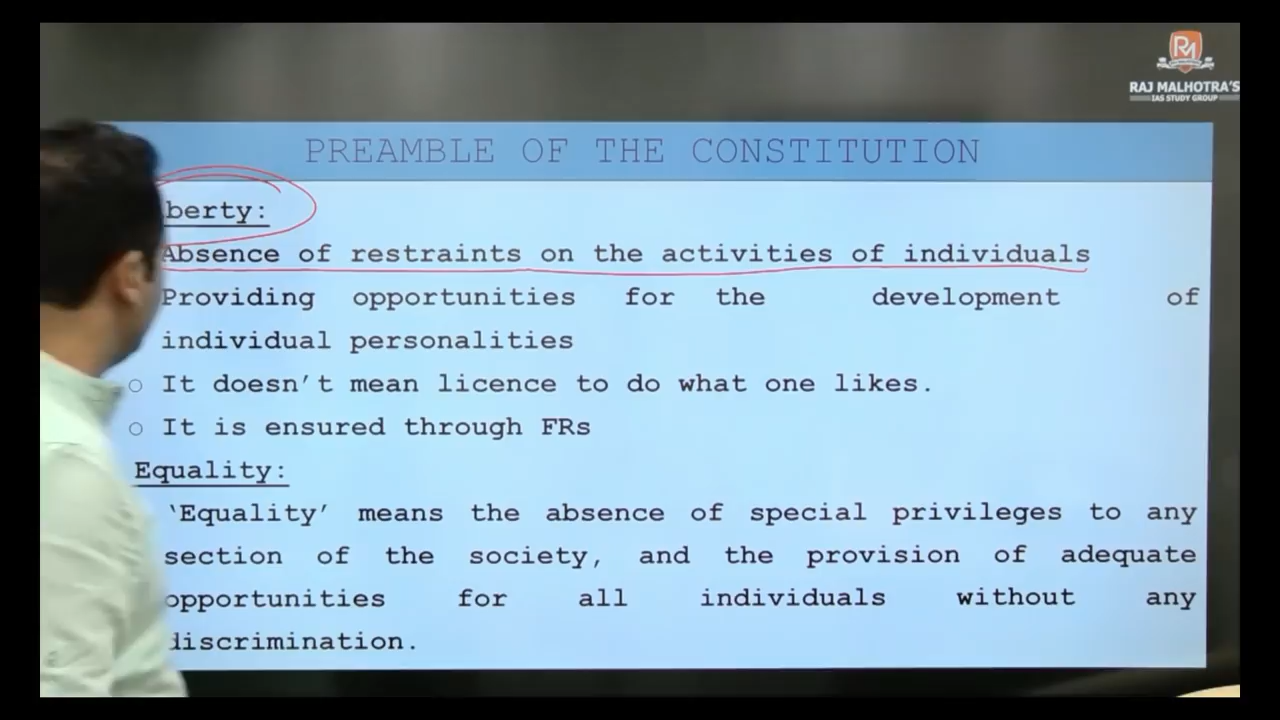 RM
RAJ MALHOTRA'S
IAS STUDY GROUP
PREAMBLE OF THE CONSTITUTION
berty:
Absence of restraints on the activities of individuals
Providing opportunities for the development of
individual personalities
○ It doesn't mean licence to do what one likes.
○ It is ensured through FRs
Equality:
‘Equality’ means the absence of special privileges to any
section of the society, and the provision of adequate
opportunities for all individuals without any
discrimination.